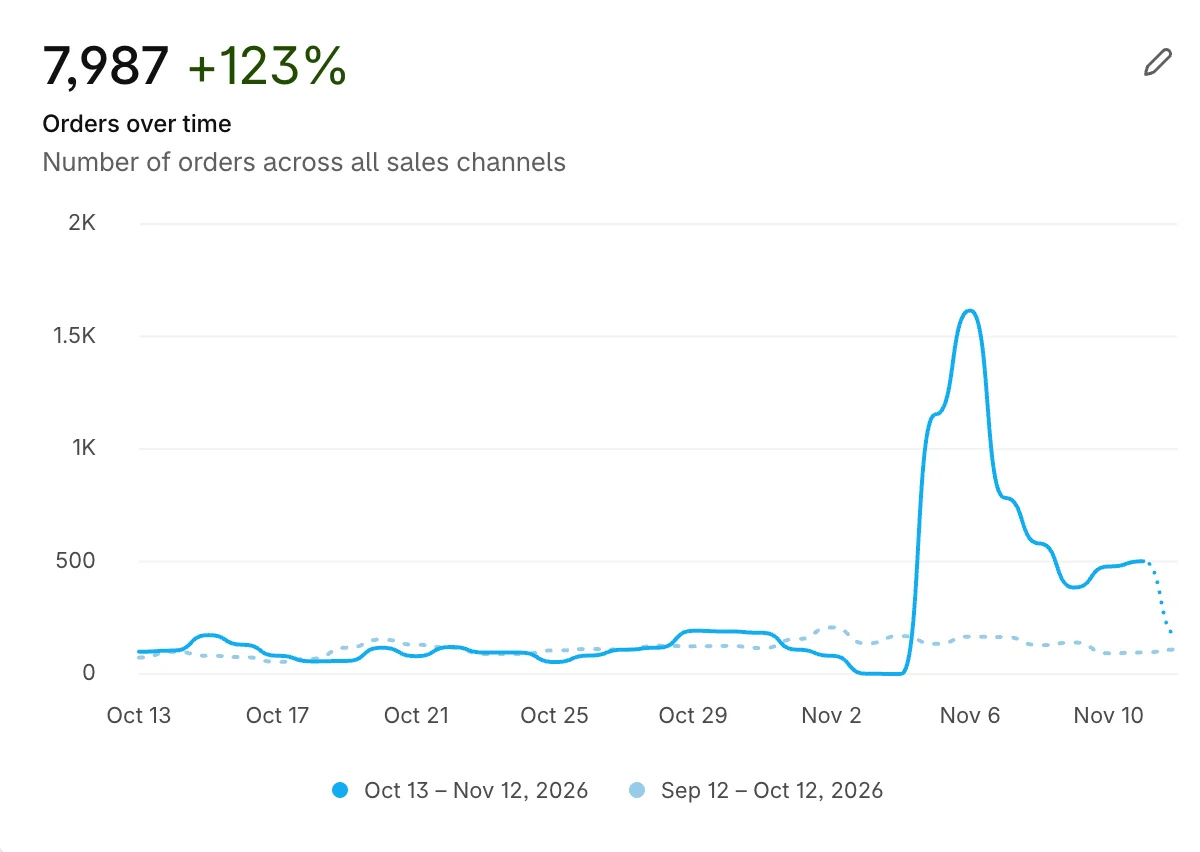 7,987 +123%
Orders over time
Number of orders across all sales channels
2K
1.5K
1K
500
0
Oct 13 Oct 17 Oct 21 Oct 25 Oct 29 Nov 2 Nov 6 Nov 10
Oct 13 – Nov 12, 2026 Sep 12 – Oct 12, 2026